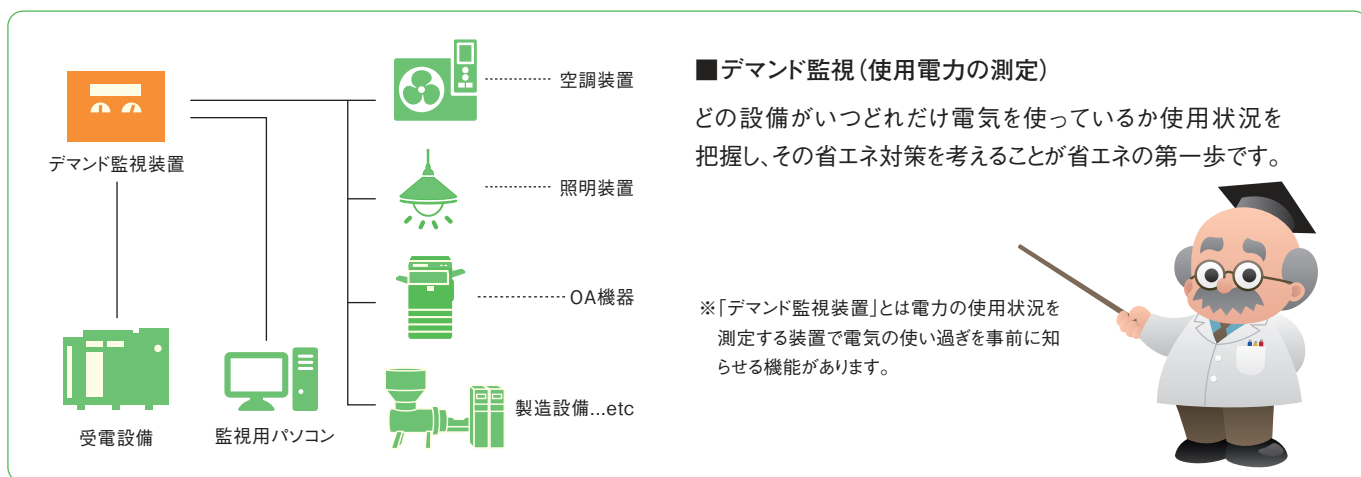 デマンド監視装置
受電設備
監視用パソコン
空調装置
照明装置
OA機器
製造設備...etc
■デマンド監視(使用電力の測定)
どの設備がいつどれだけ電気を使っているか使用状況を
把握し、その省エネ対策を考えることが省エネの第一歩です。
※「デマンド監視装置」とは電力の使用状況を
測定する装置で電気の使い過ぎを事前に知
らせる機能があります。